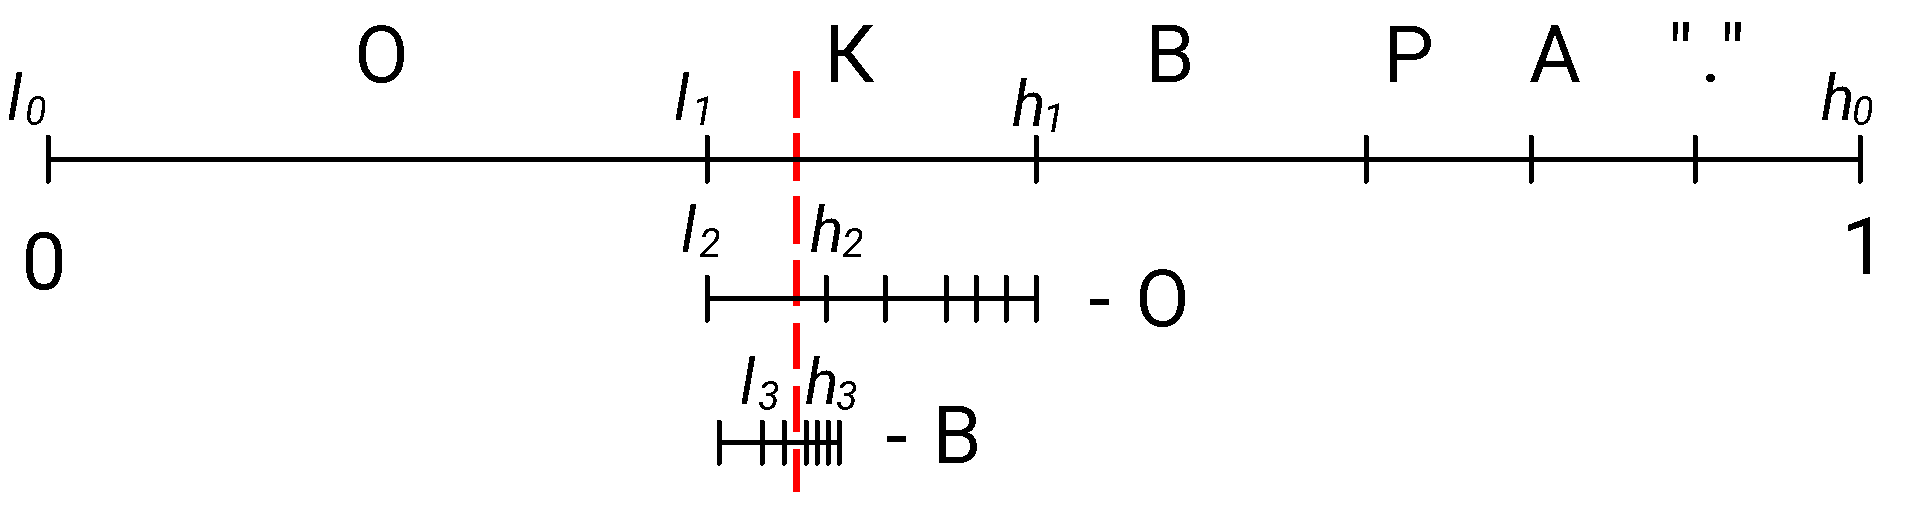 О К В Р А "."
l₀ l₁ h₁ h₀
0 l₂ h₂ 1
- О
l₃ h₃
- В